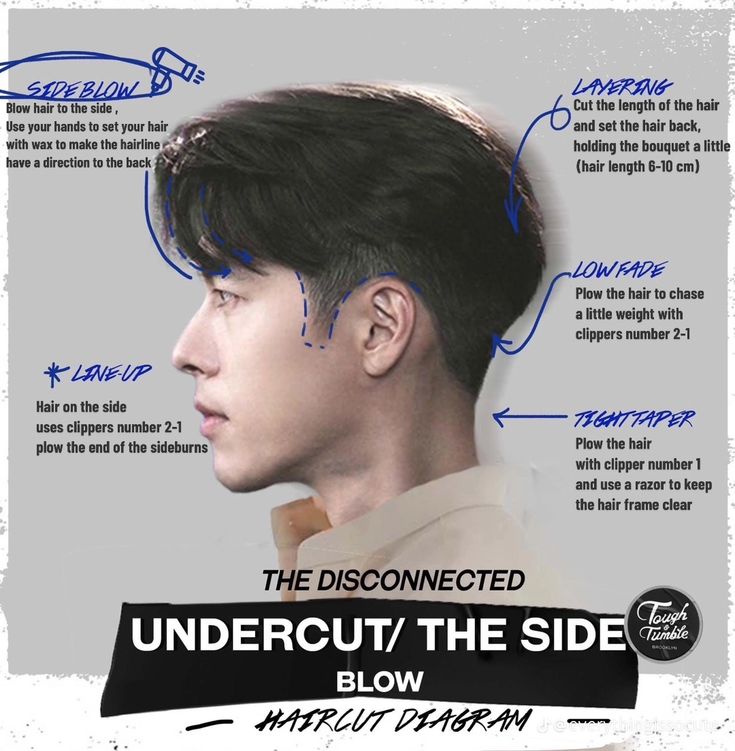 SIDE BLOW
Blow hair to the side ,
Use your hands to set your hair
with wax to make the hairline
have a direction to the back
LAYERING
Cut the length of the hair
and set the hair back,
holding the bouquet a little
(hair length 6-10 cm)
LOW FADE
Plow the hair to chase
a little weight with
clippers number 2-1
* LINE-UP
Hair on the side
uses clippers number 2-1
plow the end of the sideburns
TIGHT TAPER
Plow the hair
with clipper number 1
and use a razor to keep
the hair frame clear
THE DISCONNECTED
UNDERCUT/ THE SIDE
BLOW
HAIRCUT DIAGRAM
Tough
&
Tumble
BROOKLYN